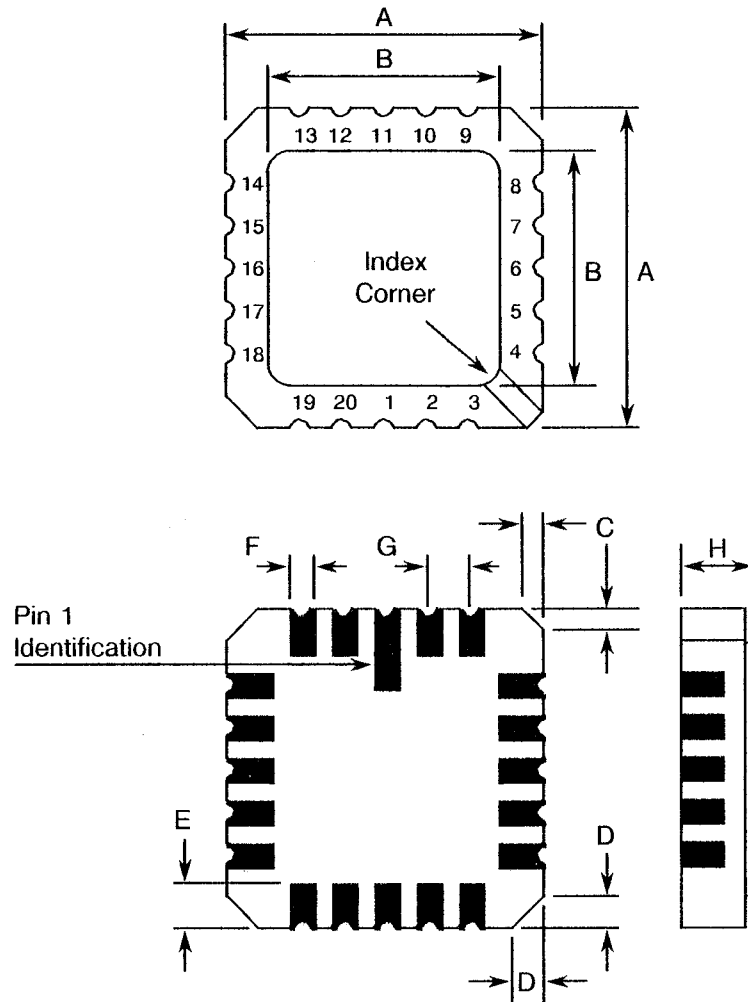 A
B
13 12 11 10 9
14 8
15 7
Index
Corner
16 6 B A
17 5
18 4
19 20 1 2 3
C
F G H
Pin 1
Identification
E D
D